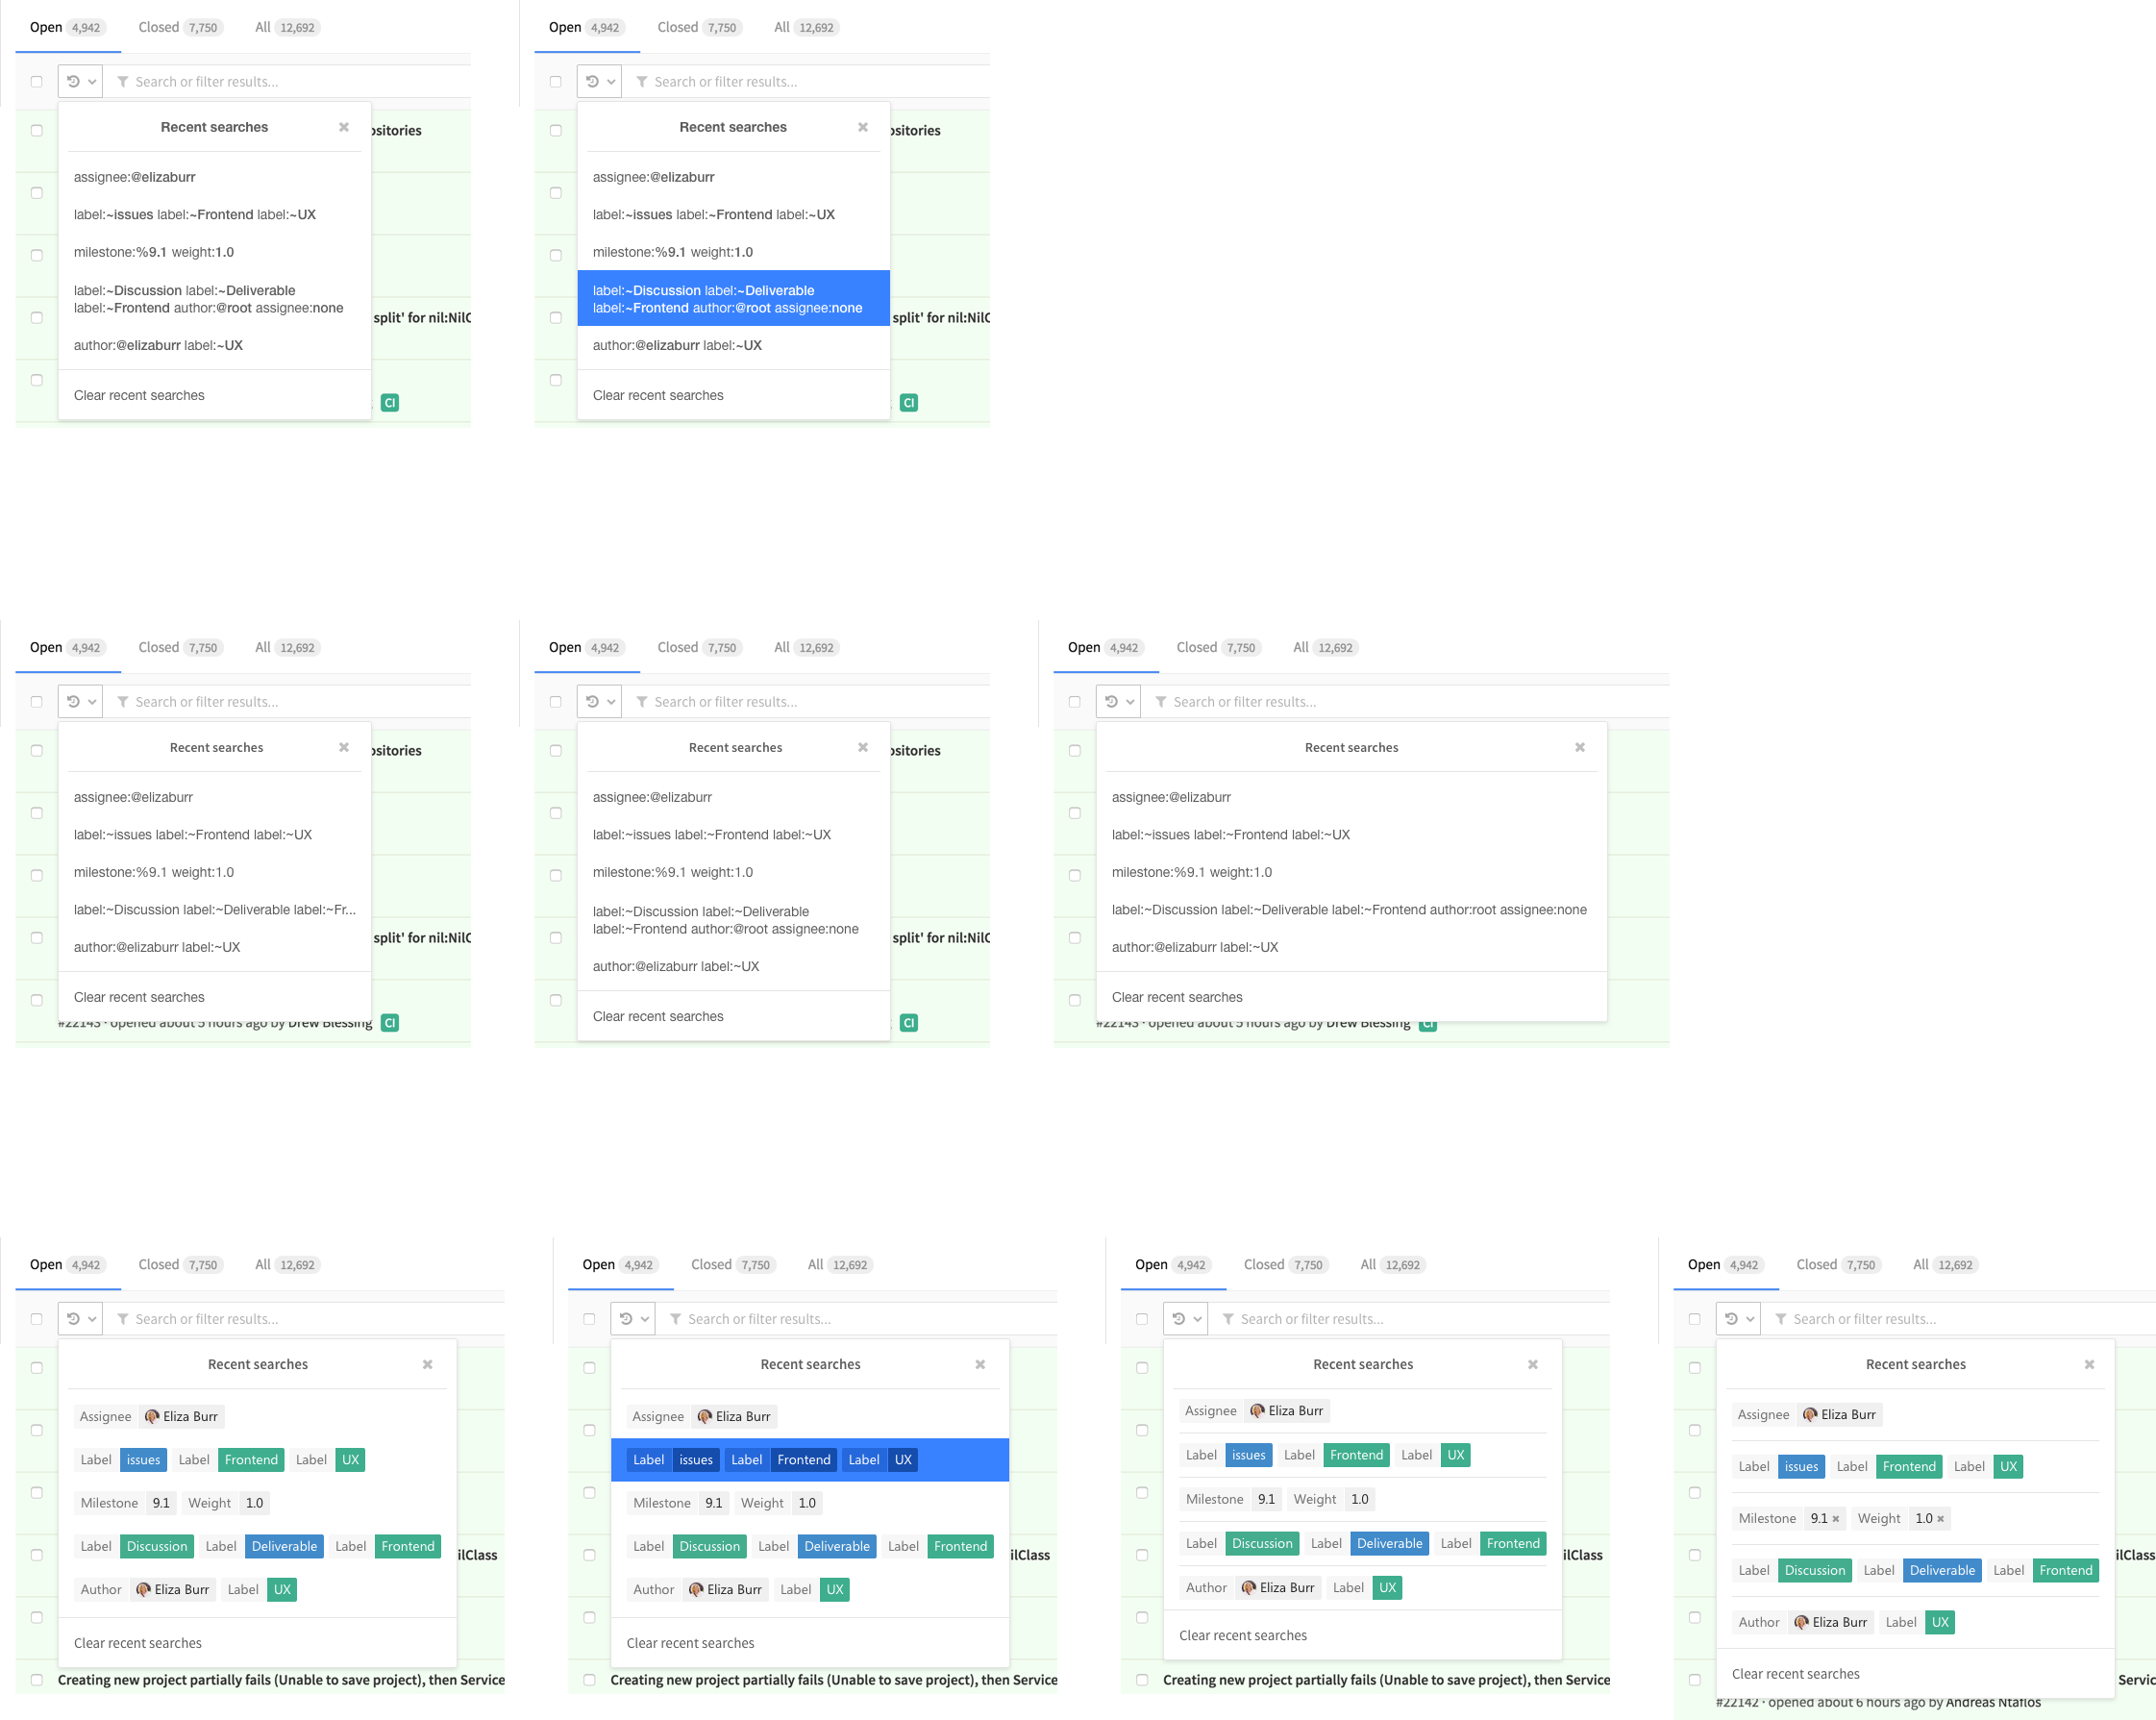 Open 4,942 Closed 7,750 All 12,692
Search or filter results...
Recent searches
ositories
assignee:@elizaburr
label:~issues label:~Frontend label:~UX
milestone:%9.1 weight:1.0
label:~Discussion label:~Deliverable
label:~Frontend author:@root assignee:none
split' for nil:NilC
author:@elizaburr label:~UX
Clear recent searches
CI
Open 4,942 Closed 7,750 All 12,692
Search or filter results...
Recent searches
ositories
assignee:@elizaburr
label:~issues label:~Frontend label:~UX
milestone:%9.1 weight:1.0
label:~Discussion label:~Deliverable
label:~Frontend author:@root assignee:none
split' for nil:NilC
author:@elizaburr label:~UX
Clear recent searches
CI
Open 4,942 Closed 7,750 All 12,692
Search or filter results...
Recent searches
ositories
assignee:@elizaburr
label:~issues label:~Frontend label:~UX
milestone:%9.1 weight:1.0
label:~Discussion label:~Deliverable label:~Fr...
split' for nil:NilC
author:@elizaburr label:~UX
Clear recent searches
#22143 · opened about 5 hours ago by Drew Blessing CI
Open 4,942 Closed 7,750 All 12,692
Search or filter results...
Recent searches
ositories
assignee:@elizaburr
label:~issues label:~Frontend label:~UX
milestone:%9.1 weight:1.0
label:~Discussion label:~Deliverable
label:~Frontend author:@root assignee:none
split' for nil:NilC
author:@elizaburr label:~UX
Clear recent searches
CI
Open 4,942 Closed 7,750 All 12,692
Search or filter results...
Recent searches
assignee:@elizaburr
label:~issues label:~Frontend label:~UX
milestone:%9.1 weight:1.0
label:~Discussion label:~Deliverable label:~Frontend author:root assignee:none
author:@elizaburr label:~UX
Clear recent searches
#22143 · opened about 5 hours ago by Drew Blessing CI
Open 4,942 Closed 7,750 All 12,692
Search or filter results...
Recent searches
Assignee Eliza Burr
Label issues Label Frontend Label UX
Milestone 9.1 Weight 1.0
Label Discussion Label Deliverable Label Frontend
ilClass
Author Eliza Burr Label UX
Clear recent searches
Creating new project partially fails (Unable to save project), then Service
Open 4,942 Closed 7,750 All 12,692
Search or filter results...
Recent searches
Assignee Eliza Burr
Label issues Label Frontend Label UX
Milestone 9.1 Weight 1.0
Label Discussion Label Deliverable Label Frontend
ilClass
Author Eliza Burr Label UX
Clear recent searches
Creating new project partially fails (Unable to save project), then Service
Open 4,942 Closed 7,750 All 12,692
Search or filter results...
Recent searches
Assignee Eliza Burr
Label issues Label Frontend Label UX
Milestone 9.1 Weight 1.0
Label Discussion Label Deliverable Label Frontend
ilClass
Author Eliza Burr Label UX
Clear recent searches
Creating new project partially fails (Unable to save project), then Service
Open 4,942 Closed 7,750 All 12,692
Search or filter results...
Recent searches
Assignee Eliza Burr
Label issues Label Frontend Label UX
Milestone 9.1 Weight 1.0
ilClass
Label Discussion Label Deliverable Label Frontend
Author Eliza Burr Label UX
Clear recent searches
Servic
#22142 · opened about 6 hours ago by Andreas Ntaflos